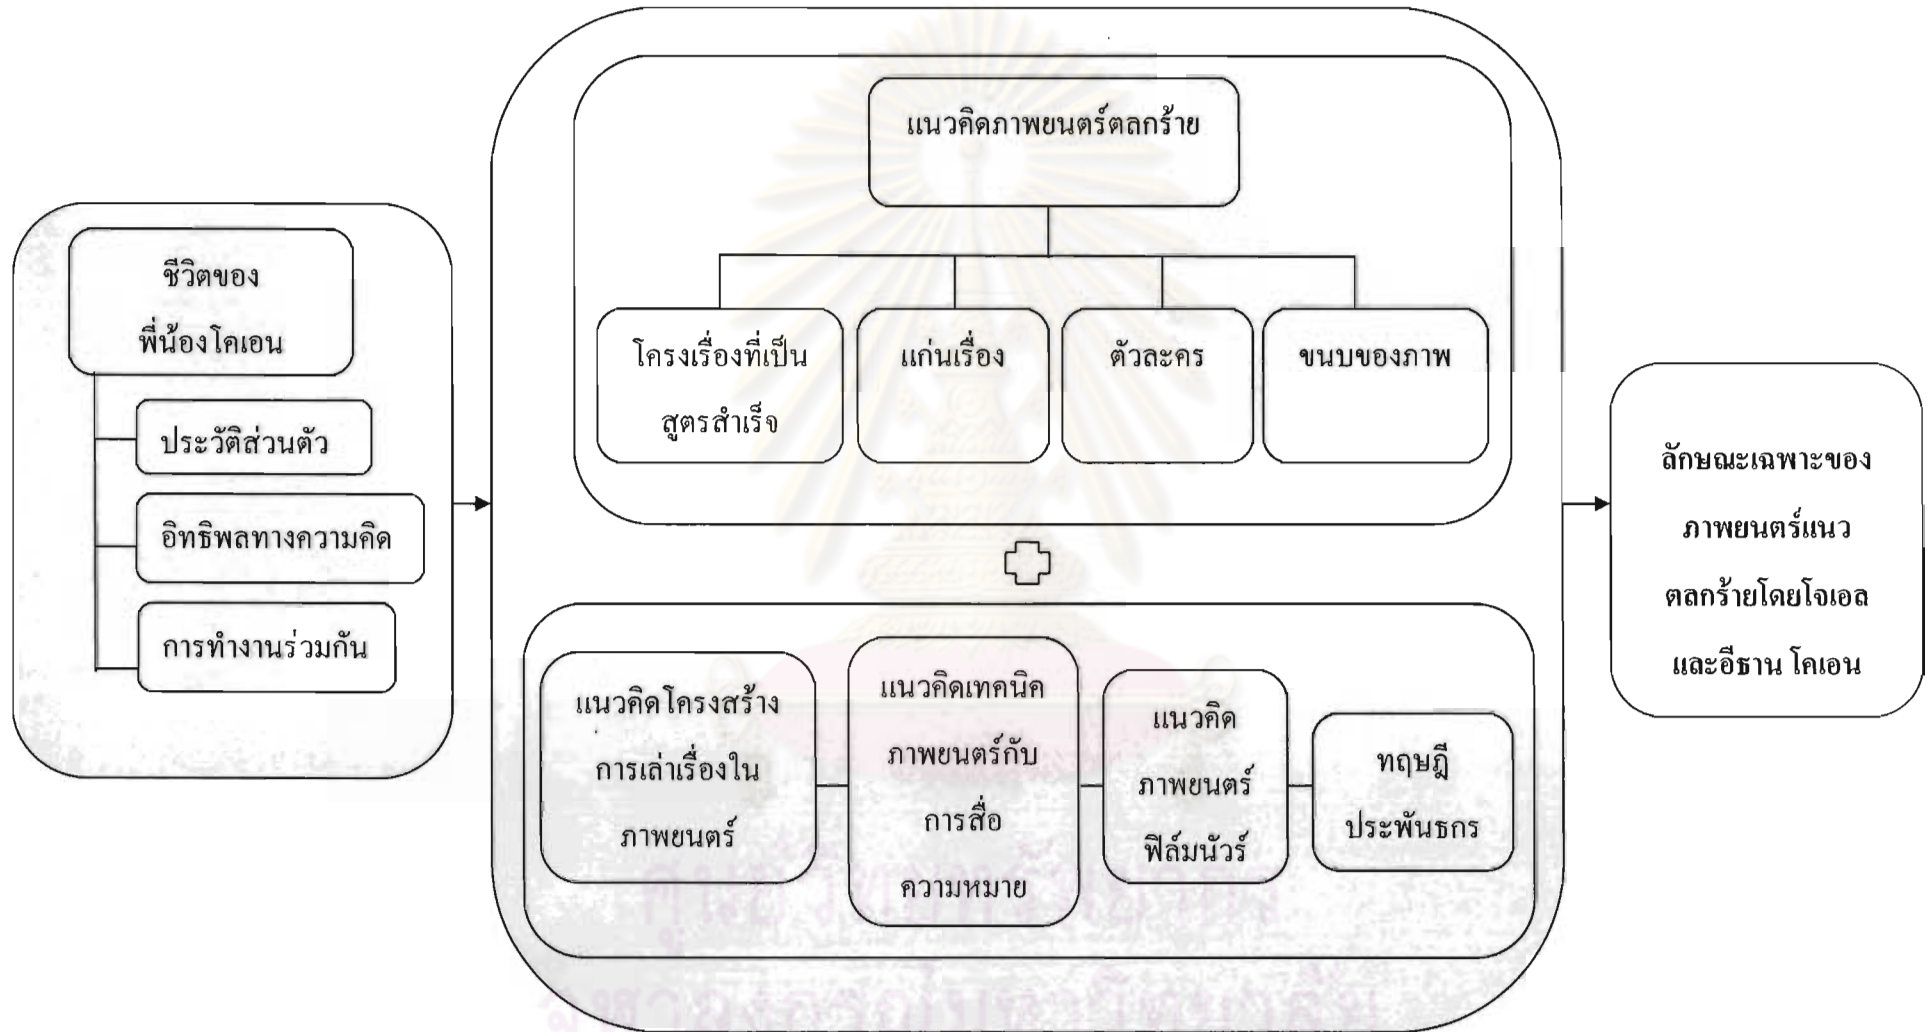 ชีวิตของ
พี่น้องโคเอน
ประวัติส่วนตัว
อิทธิพลทางความคิด
การทำงานร่วมกัน
แนวคิดภาพยนตร์ตลกร้าย
โครงเรื่องที่เป็น
สูตรสำเร็จ
แก่นเรื่อง
ตัวละคร
ขนบของภาพ
แนวคิดโครงสร้าง
การเล่าเรื่องใน
ภาพยนตร์
แนวคิดเทคนิค
ภาพยนตร์กับ
การสื่อ
ความหมาย
แนวคิด
ภาพยนตร์
ฟิล์มนัวร์
ทฤษฎี
ประพันธกร
ลักษณะเฉพาะของ
ภาพยนตร์แนว
ตลกร้ายโดยโจเอล
และอีธาน โคเอน